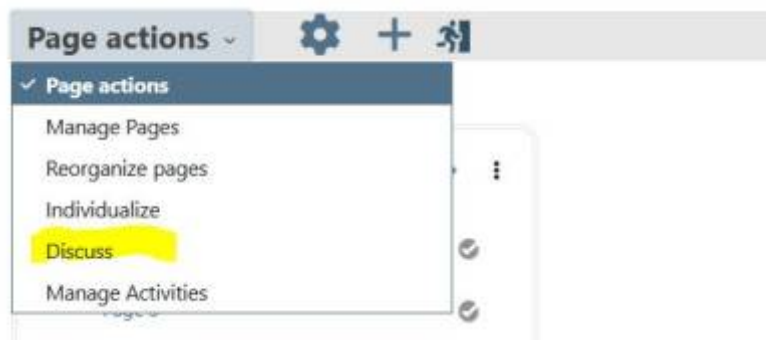 Page actions
Page actions
Manage Pages
Reorganize pages
Individualize
Discuss
Manage Activities